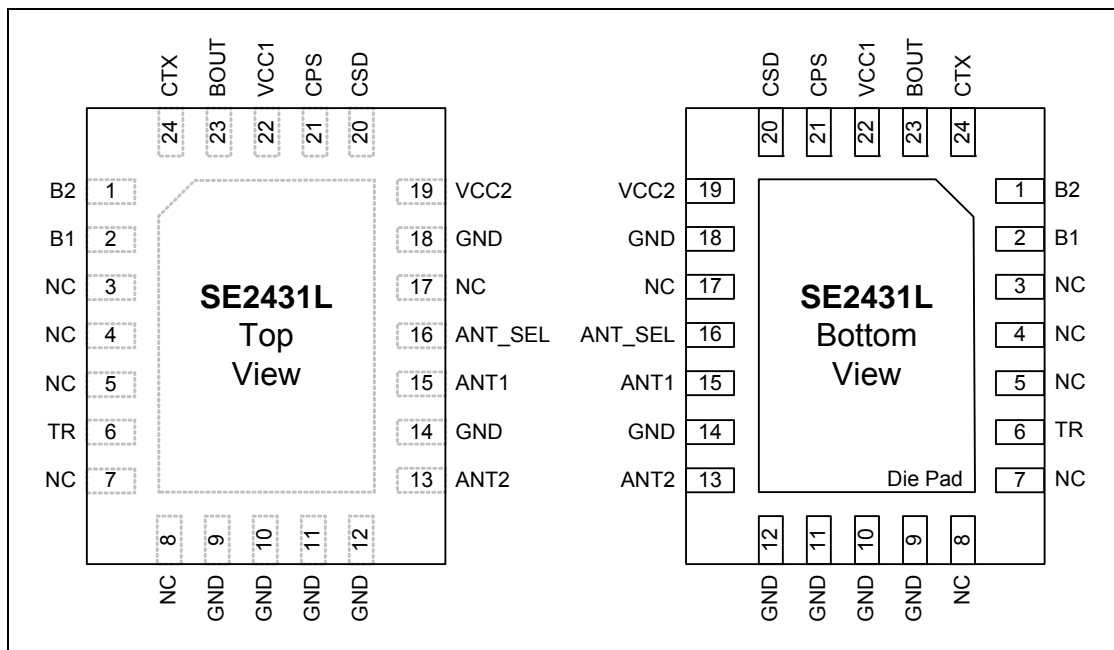 CTX BOUT VCC1 CPS CSD
24 23 22 21 20
B2 1 19 VCC2
B1 2 18 GND
NC 3 17 NC
NC 4 16 ANT_SEL
NC 5 15 ANT1
TR 6 14 GND
NC 7 13 ANT2
SE2431L
Top
View
8 9 10 11 12
NC GND GND GND GND
CSD CPS VCC1 BOUT CTX
20 21 22 23 24
VCC2 19 1 B2
GND 18 2 B1
NC 17 3 NC
ANT_SEL 16 4 NC
ANT1 15 5 NC
GND 14 6 TR
ANT2 13 7 NC
SE2431L
Bottom
View
Die Pad
12 11 10 9 8
GND GND GND GND NC